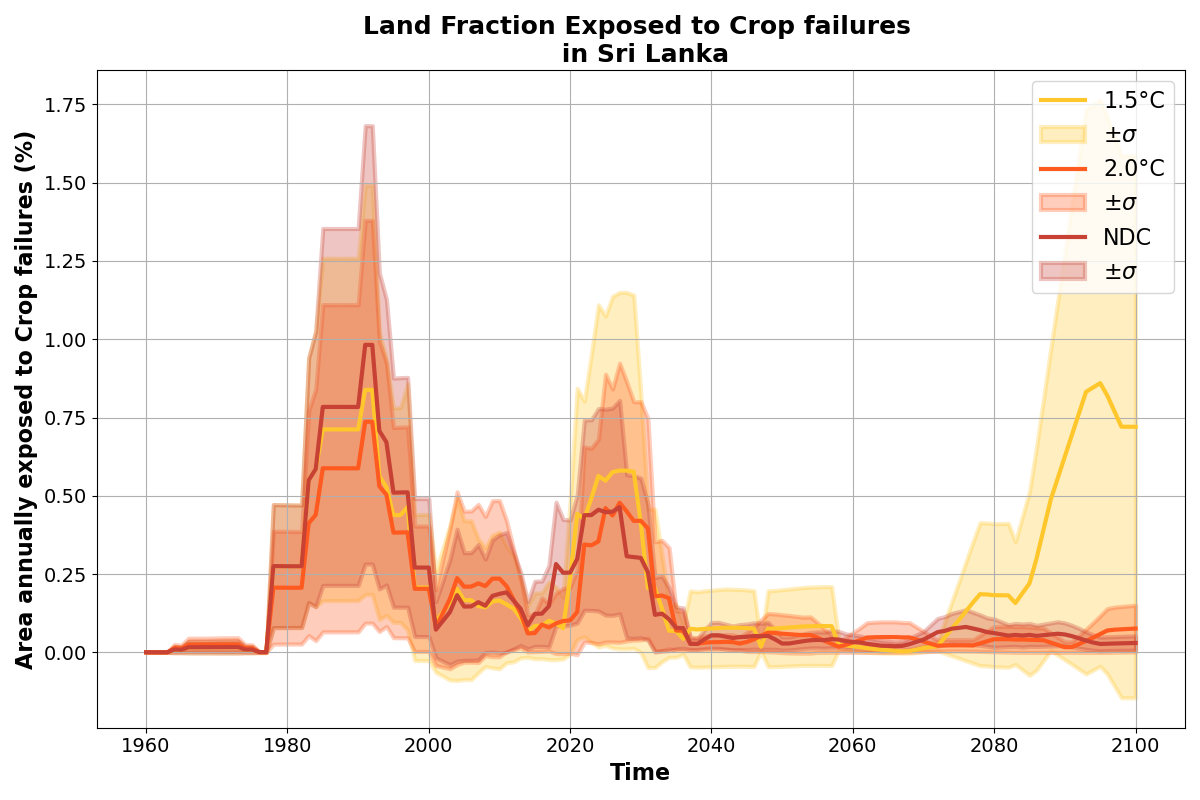 Land Fraction Exposed to Crop failures
in Sri Lanka
Area annually exposed to Crop failures (%)
1.75
1.50
1.25
1.00
0.75
0.50
0.25
0.00
1.5°C
±σ
2.0°C
±σ
NDC
±σ
1960 1980 2000 2020 2040 2060 2080 2100
Time